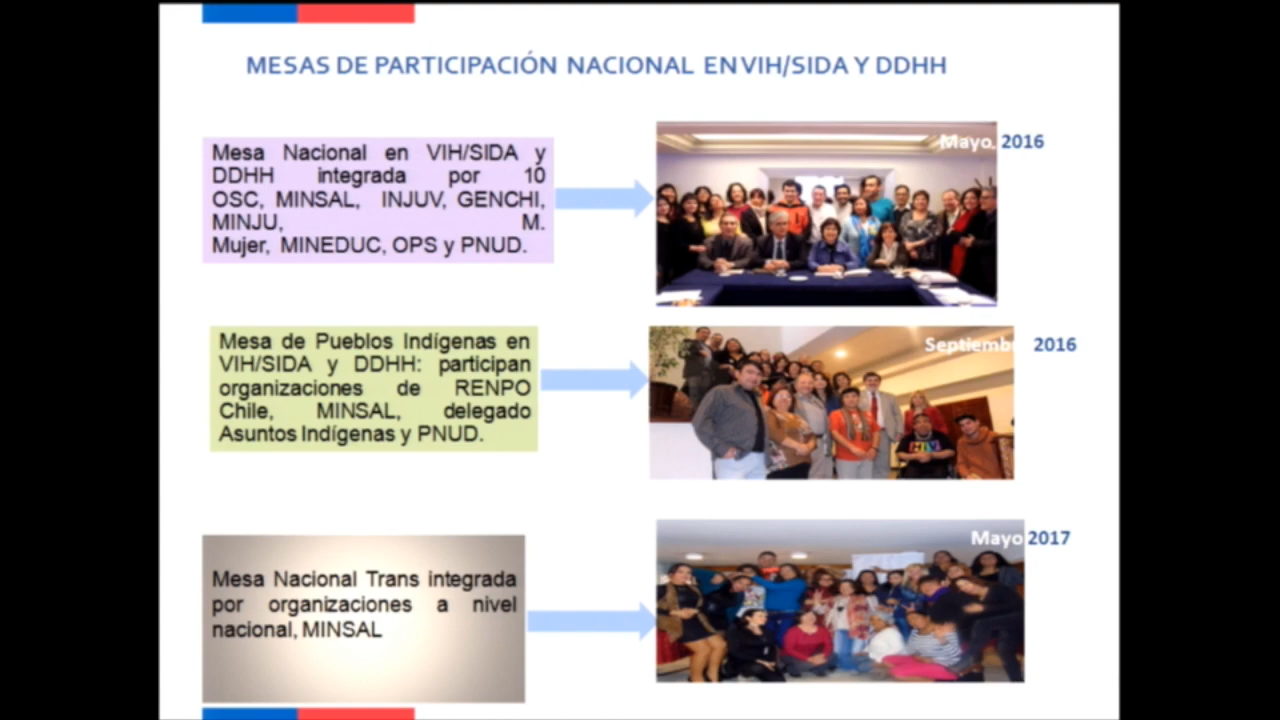 MESAS DE PARTICIPACIÓN NACIONAL EN VIH/SIDA Y DDHH
Mesa Nacional en VIH/SIDA y
DDHH integrada por 10
OSC, MINSAL, INJUV, GENCHI,
MINJU, M.
Mujer, MINEDUC, OPS y PNUD.
Mayo. 2016
Mesa de Pueblos Indígenas en
VIH/SIDA y DDHH: participan
organizaciones de RENPO
Chile, MINSAL, delegado
Asuntos Indígenas y PNUD.
Septiembre 2016
Mesa Nacional Trans integrada
por organizaciones a nivel
nacional, MINSAL
Mayo 2017